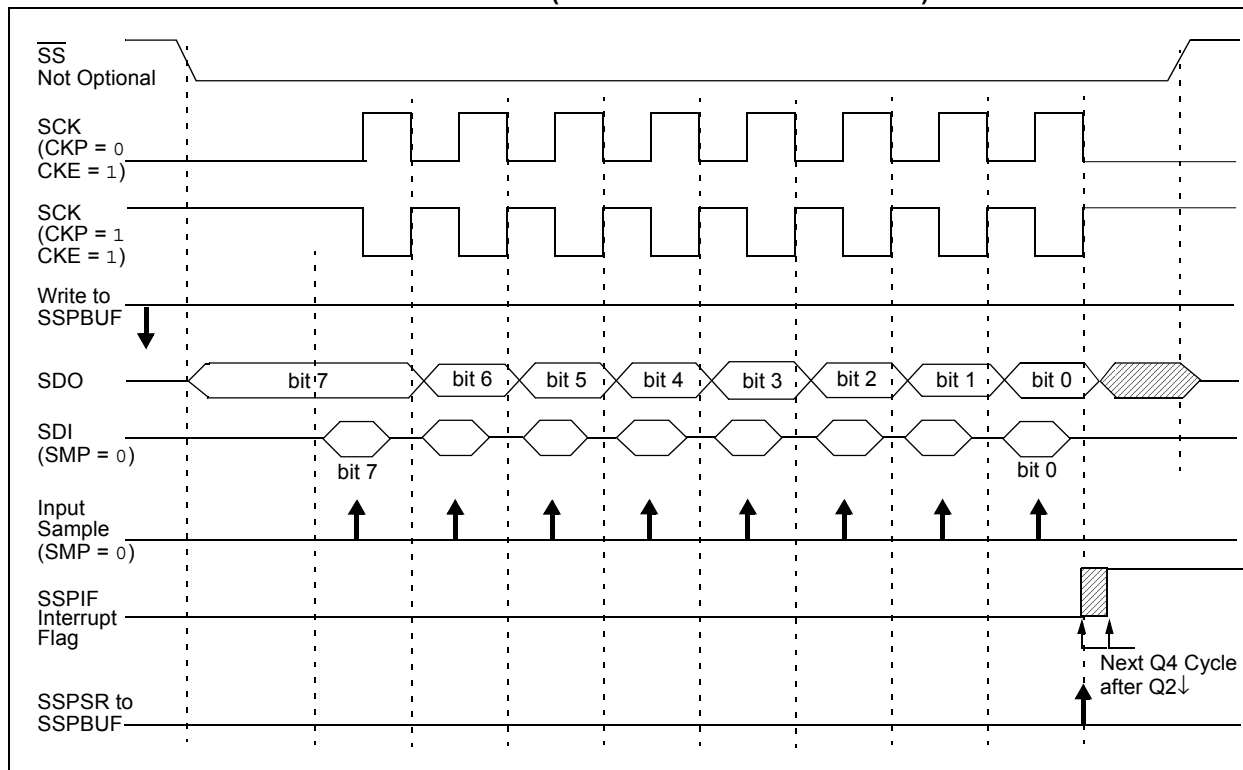 SS
Not Optional
SCK
(CKP = 0
CKE = 1)
SCK
(CKP = 1
CKE = 1)
Write to
SSPBUF
SDO
bit 7 bit 6 bit 5 bit 4 bit 3 bit 2 bit 1 bit 0
SDI
(SMP = 0)
bit 7 bit 0
Input
Sample
(SMP = 0)
SSPIF
Interrupt
Flag
Next Q4 Cycle
after Q2↓
SSPSR to
SSPBUF